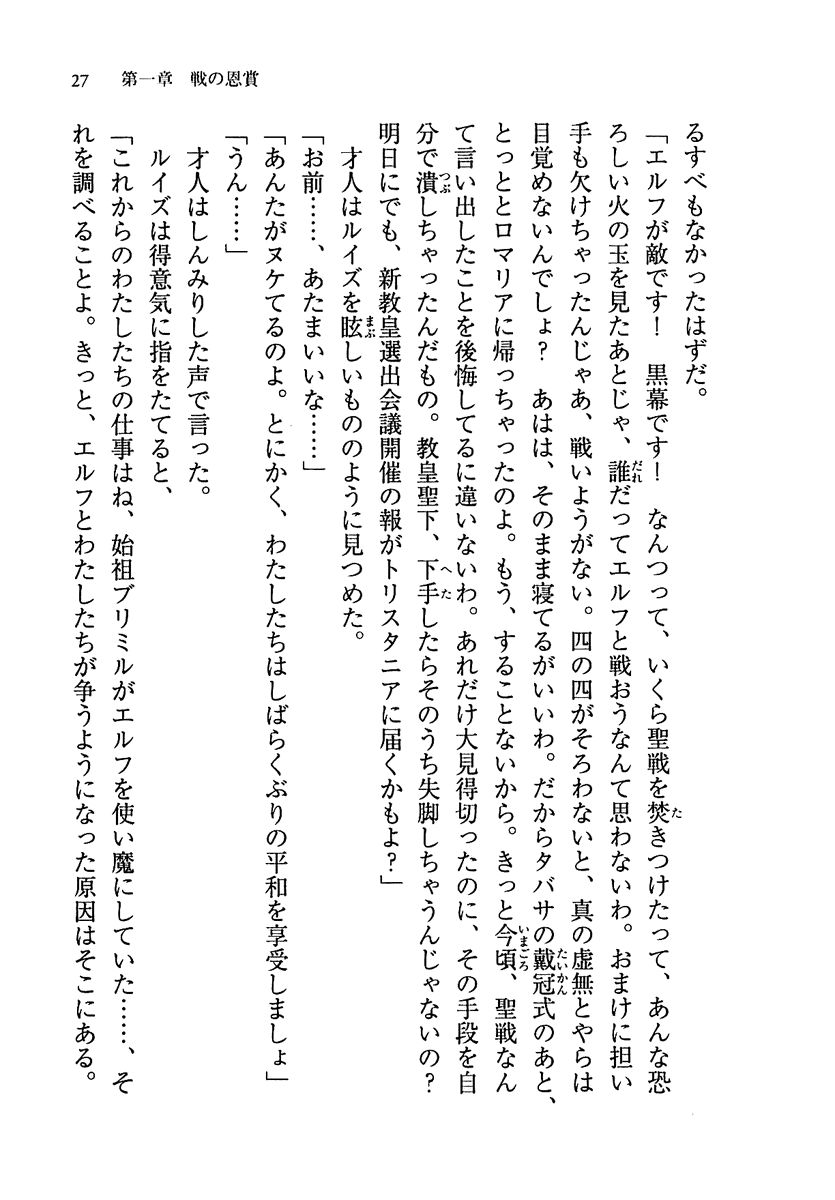 27　第一章　戦の恩賞
るすべもなかったはずだ。
「エルフが敵です！　黒幕です！　なんつって、いくら聖戦を焚きつけたって、あんな恐
ろしい火の玉を見たあとじゃ、誰だってエルフと戦おうなんて思わないわ。おまけに担い
手も欠けちゃったんじゃあ、戦いようがない。四の四がそろわないと、真の虚無とやらは
目覚めないんでしょ？　あはは、そのまま寝てるがいいわ。だからタバサの戴冠式のあと、
とっととロマリアに帰っちゃったのよ。もう、することないから。きっと今頃、聖戦なん
て言い出したことを後悔してるに違いないわ。あれだけ大見得切ったのに、その手段を自
分で潰しちゃったんだもの。教皇聖下、下手したらそのうち失脚しちゃうんじゃないの？
明日にでも、新教皇選出会議開催の報がトリスタニアに届くかもよ？」
　才人はルイズを眩しいもののように見つめた。
「お前……、あたまいいな……」
「あんたがヌケてるのよ。とにかく、わたしたちはしばらくぶりの平和を享受しましょ」
「うん……」
　才人はしんみりした声で言った。
　ルイズは得意気に指をたてると、
「これからのわたしたちの仕事はね、始祖ブリミルがエルフを使い魔にしていた……、そ
れを調べることよ。きっと、エルフとわたしたちが争うようになった原因はそこにある。